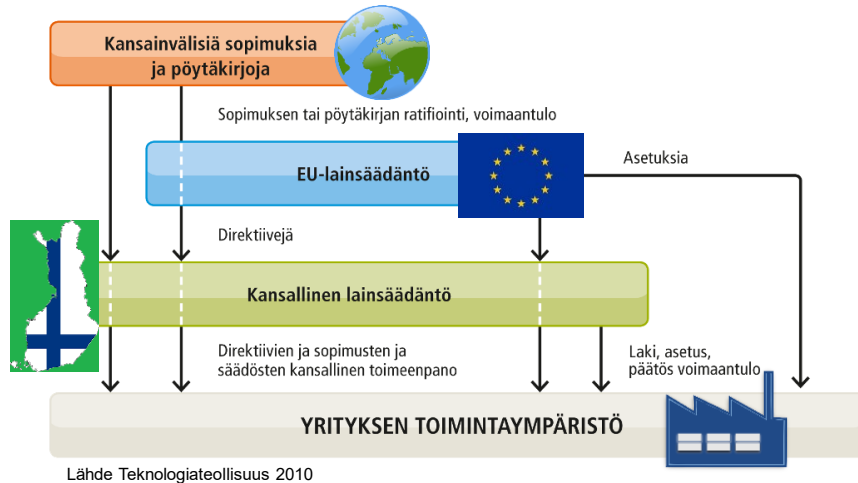 Kansainvälisiä sopimuksia
ja pöytäkirjoja
Sopimuksen tai pöytäkirjan ratifiointi, voimaantulo
EU-lainsäädäntö
Asetuksia
Direktiivejä
Kansallinen lainsäädäntö
Direktiivien ja sopimusten ja
säädösten kansallinen toimeenpano
Laki, asetus,
päätös voimaantulo
YRITYKSEN TOIMINTAYMPÄRISTÖ
Lähde Teknologiateollisuus 2010